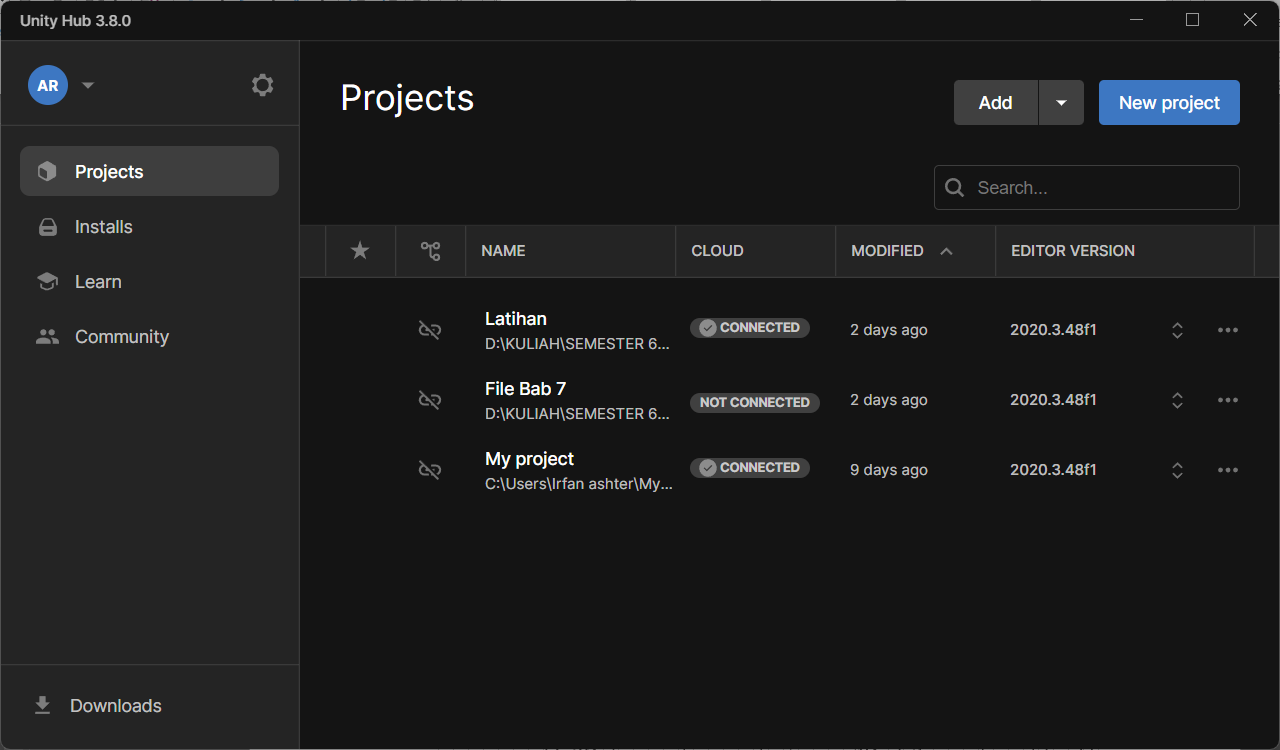 Unity Hub 3.8.0
AR
Projects
Installs
Learn
Community
Downloads
Projects
Add
New project
Search...
NAME CLOUD MODIFIED EDITOR VERSION
Latihan
D:\KULIAH\SEMESTER 6...
CONNECTED
2 days ago
2020.3.48f1
File Bab 7
D:\KULIAH\SEMESTER 6...
NOT CONNECTED
2 days ago
2020.3.48f1
My project
C:\Users\Irfan ashter\My...
CONNECTED
9 days ago
2020.3.48f1